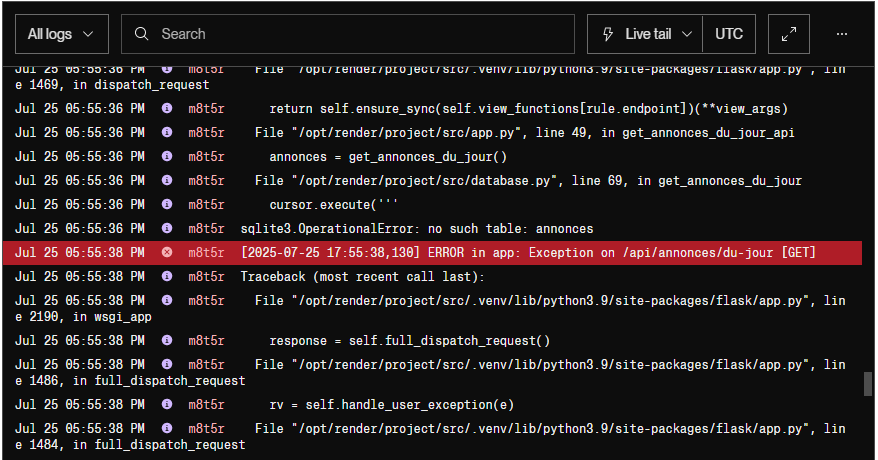 All logs
Search
Live tail
UTC
Jul 25 05:55:36 PM m8t5r File "/opt/render/project/src/.venv/lib/python3.9/site-packages/flask/app.py", lin
e 1469, in dispatch_request
Jul 25 05:55:36 PM m8t5r return self.ensure_sync(self.view_functions[rule.endpoint])(**view_args)
Jul 25 05:55:36 PM m8t5r File "/opt/render/project/src/app.py", line 49, in get_annonces_du_jour_api
Jul 25 05:55:36 PM m8t5r annonces = get_annonces_du_jour()
Jul 25 05:55:36 PM m8t5r File "/opt/render/project/src/database.py", line 69, in get_annonces_du_jour
Jul 25 05:55:36 PM m8t5r cursor.execute('''
Jul 25 05:55:36 PM m8t5r sqlite3.OperationalError: no such table: annonces
Jul 25 05:55:38 PM m8t5r [2025-07-25 17:55:38,130] ERROR in app: Exception on /api/annonces/du-jour [GET]
Jul 25 05:55:38 PM m8t5r Traceback (most recent call last):
Jul 25 05:55:38 PM m8t5r File "/opt/render/project/src/.venv/lib/python3.9/site-packages/flask/app.py", lin
e 2190, in wsgi_app
Jul 25 05:55:38 PM m8t5r response = self.full_dispatch_request()
Jul 25 05:55:38 PM m8t5r File "/opt/render/project/src/.venv/lib/python3.9/site-packages/flask/app.py", lin
e 1486, in full_dispatch_request
Jul 25 05:55:38 PM m8t5r rv = self.handle_user_exception(e)
Jul 25 05:55:38 PM m8t5r File "/opt/render/project/src/.venv/lib/python3.9/site-packages/flask/app.py", lin
e 1484, in full_dispatch_request